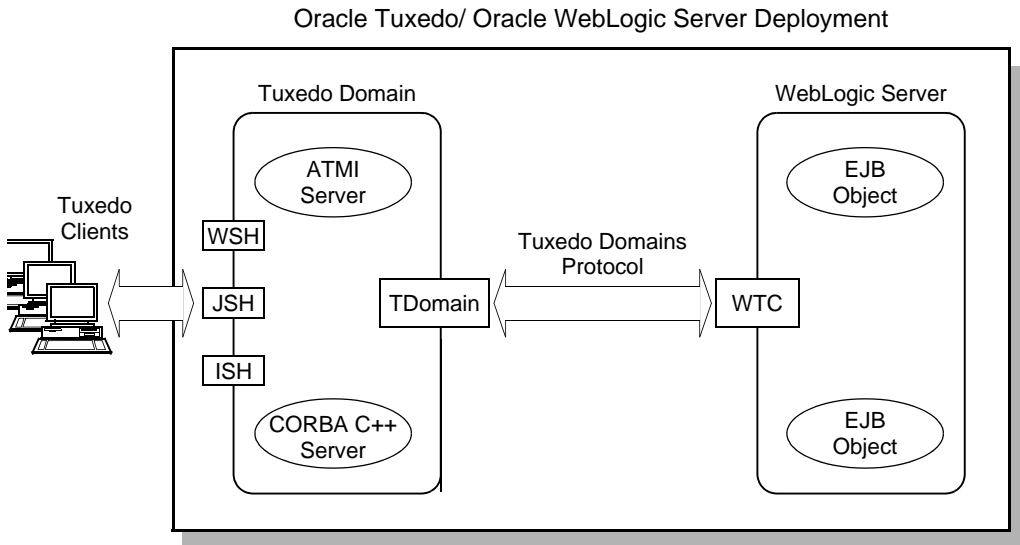 Oracle Tuxedo/ Oracle WebLogic Server Deployment
Tuxedo Domain
WebLogic Server
ATMI
Server
EJB
Object
Tuxedo
Clients
WSH
Tuxedo Domains
Protocol
JSH
TDomain
WTC
ISH
CORBA C++
Server
EJB
Object